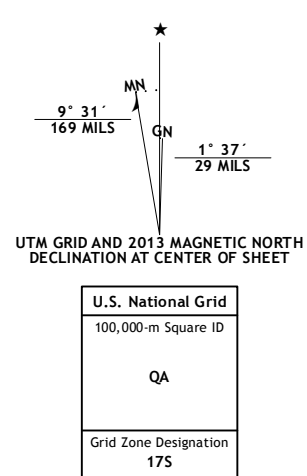 ★
MN
9° 31´
169 MILS
GN
1° 37´
29 MILS
UTM GRID AND 2013 MAGNETIC NORTH
DECLINATION AT CENTER OF SHEET
U.S. National Grid
100,000-m Square ID
QA
Grid Zone Designation
17S